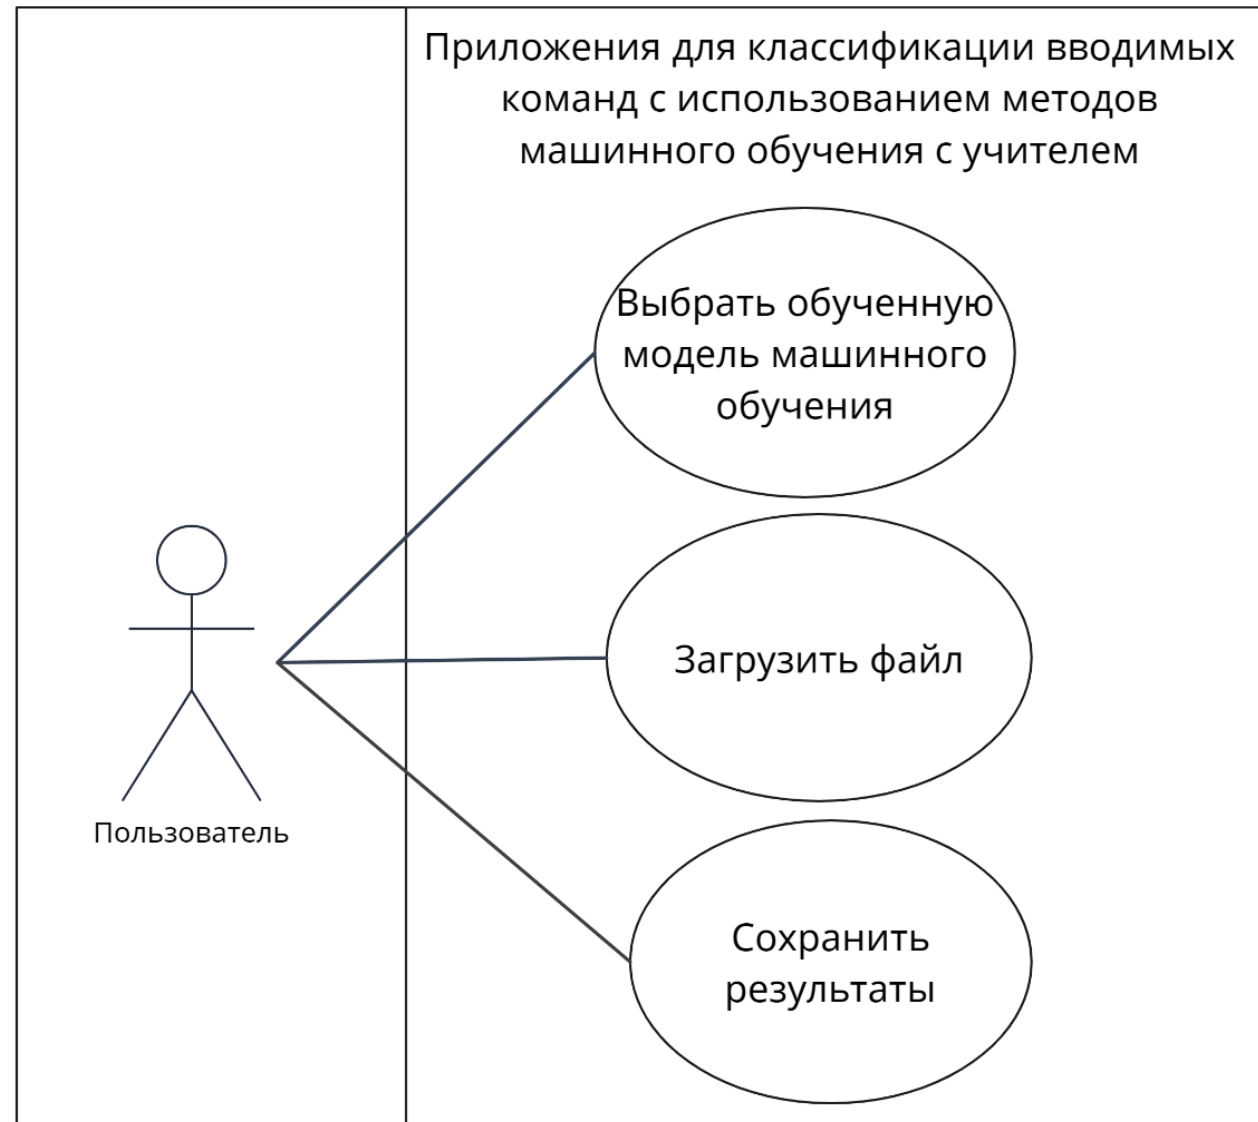 Приложения для классификации вводимых
команд с использованием методов
машинного обучения с учителем
Выбрать обученную
модель машинного
обучения
Загрузить файл
Пользователь
Сохранить
результаты